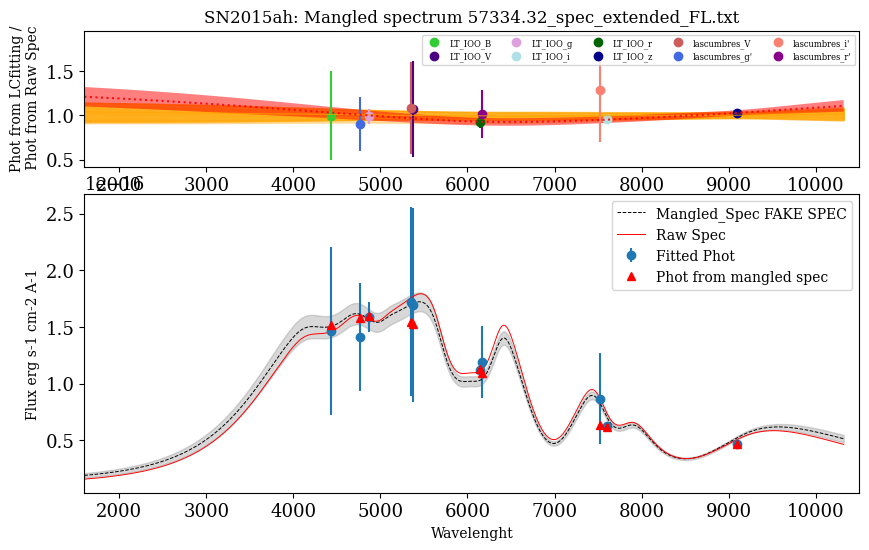 SN2015ah: Mangled spectrum 57334.32_spec_extended_FL.txt
Phot from LCfitting /
Phot from Raw Spec
LT_IOO_B LT_IOO_g LT_IOO_r lascumbres_V lascumbres_i'
LT_IOO_V LT_IOO_i LT_IOO_z lascumbres_g' lascumbres_r'
1.5
1.0
0.5
2000 3000 4000 5000 6000 7000 8000 9000 10000
1e−16
Flux erg s-1 cm-2 A-1
2.5
2.0
1.5
1.0
0.5
Mangled_Spec FAKE SPEC
Raw Spec
Fitted Phot
Phot from mangled spec
2000 3000 4000 5000 6000 7000 8000 9000 10000
Wavelenght